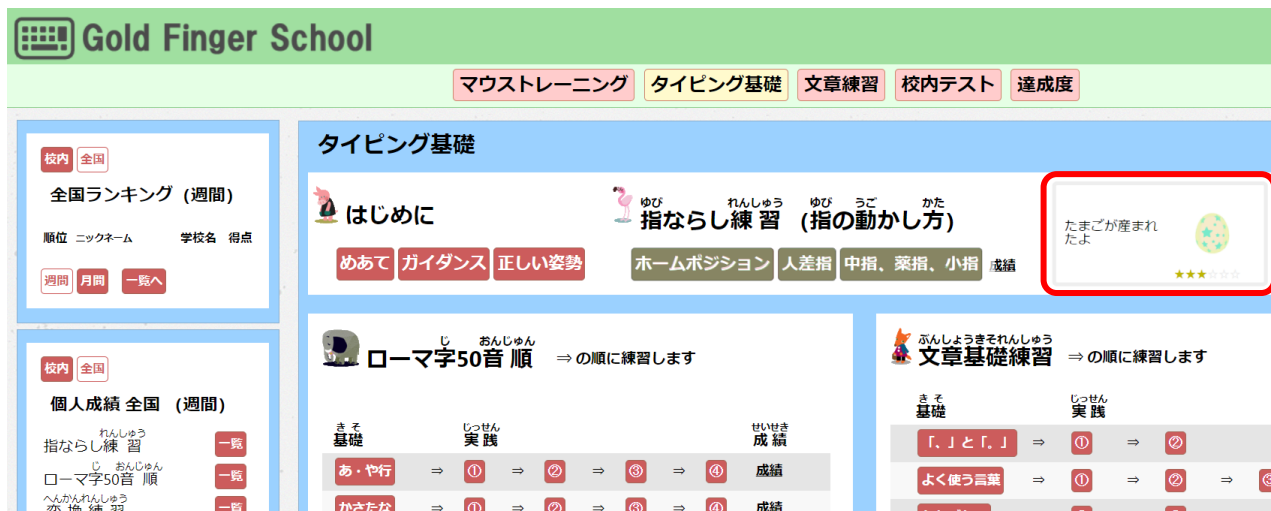 Gold Finger School
マウストレーニング タイピング基礎 文章練習 校内テスト 達成度
校内 全国
全国ランキング (週間)
順位 ニックネーム 学校名 得点
週間 月間 一覧へ
校内 全国
個人成績 全国 (週間)
れんしゅう
指ならし練習 一覧
じ おんじゅん
ローマ字50音順 一覧
へんかんれんしゅう
変換練習 一覧
タイピング基礎
はじめに
めあて ガイダンス 正しい姿勢
ゆび れんしゅう ゆび うご かた
指ならし練習 (指の動かし方)
ホームポジション 人差指 中指、薬指、小指 成績
たまごが産まれ
たよ
★★★☆☆☆
じ おんじゅん
ローマ字50音順 ⇒の順に練習します
きそ じっせん せいせき
基礎 実践 成績
あ・や行 ⇒ ① ⇒ ② ⇒ ③ ⇒ ④ 成績
かさたな ⇒ ① ⇒ ② ⇒ ③ ⇒ ④ 成績
ぶんしょうきそれんしゅう
文章基礎練習 ⇒の順に練習します
きそ じっせん
基礎 実践
「、」と「。」 ⇒ ① ⇒ ②
よく使う言葉 ⇒ ① ⇒ ② ⇒ ③